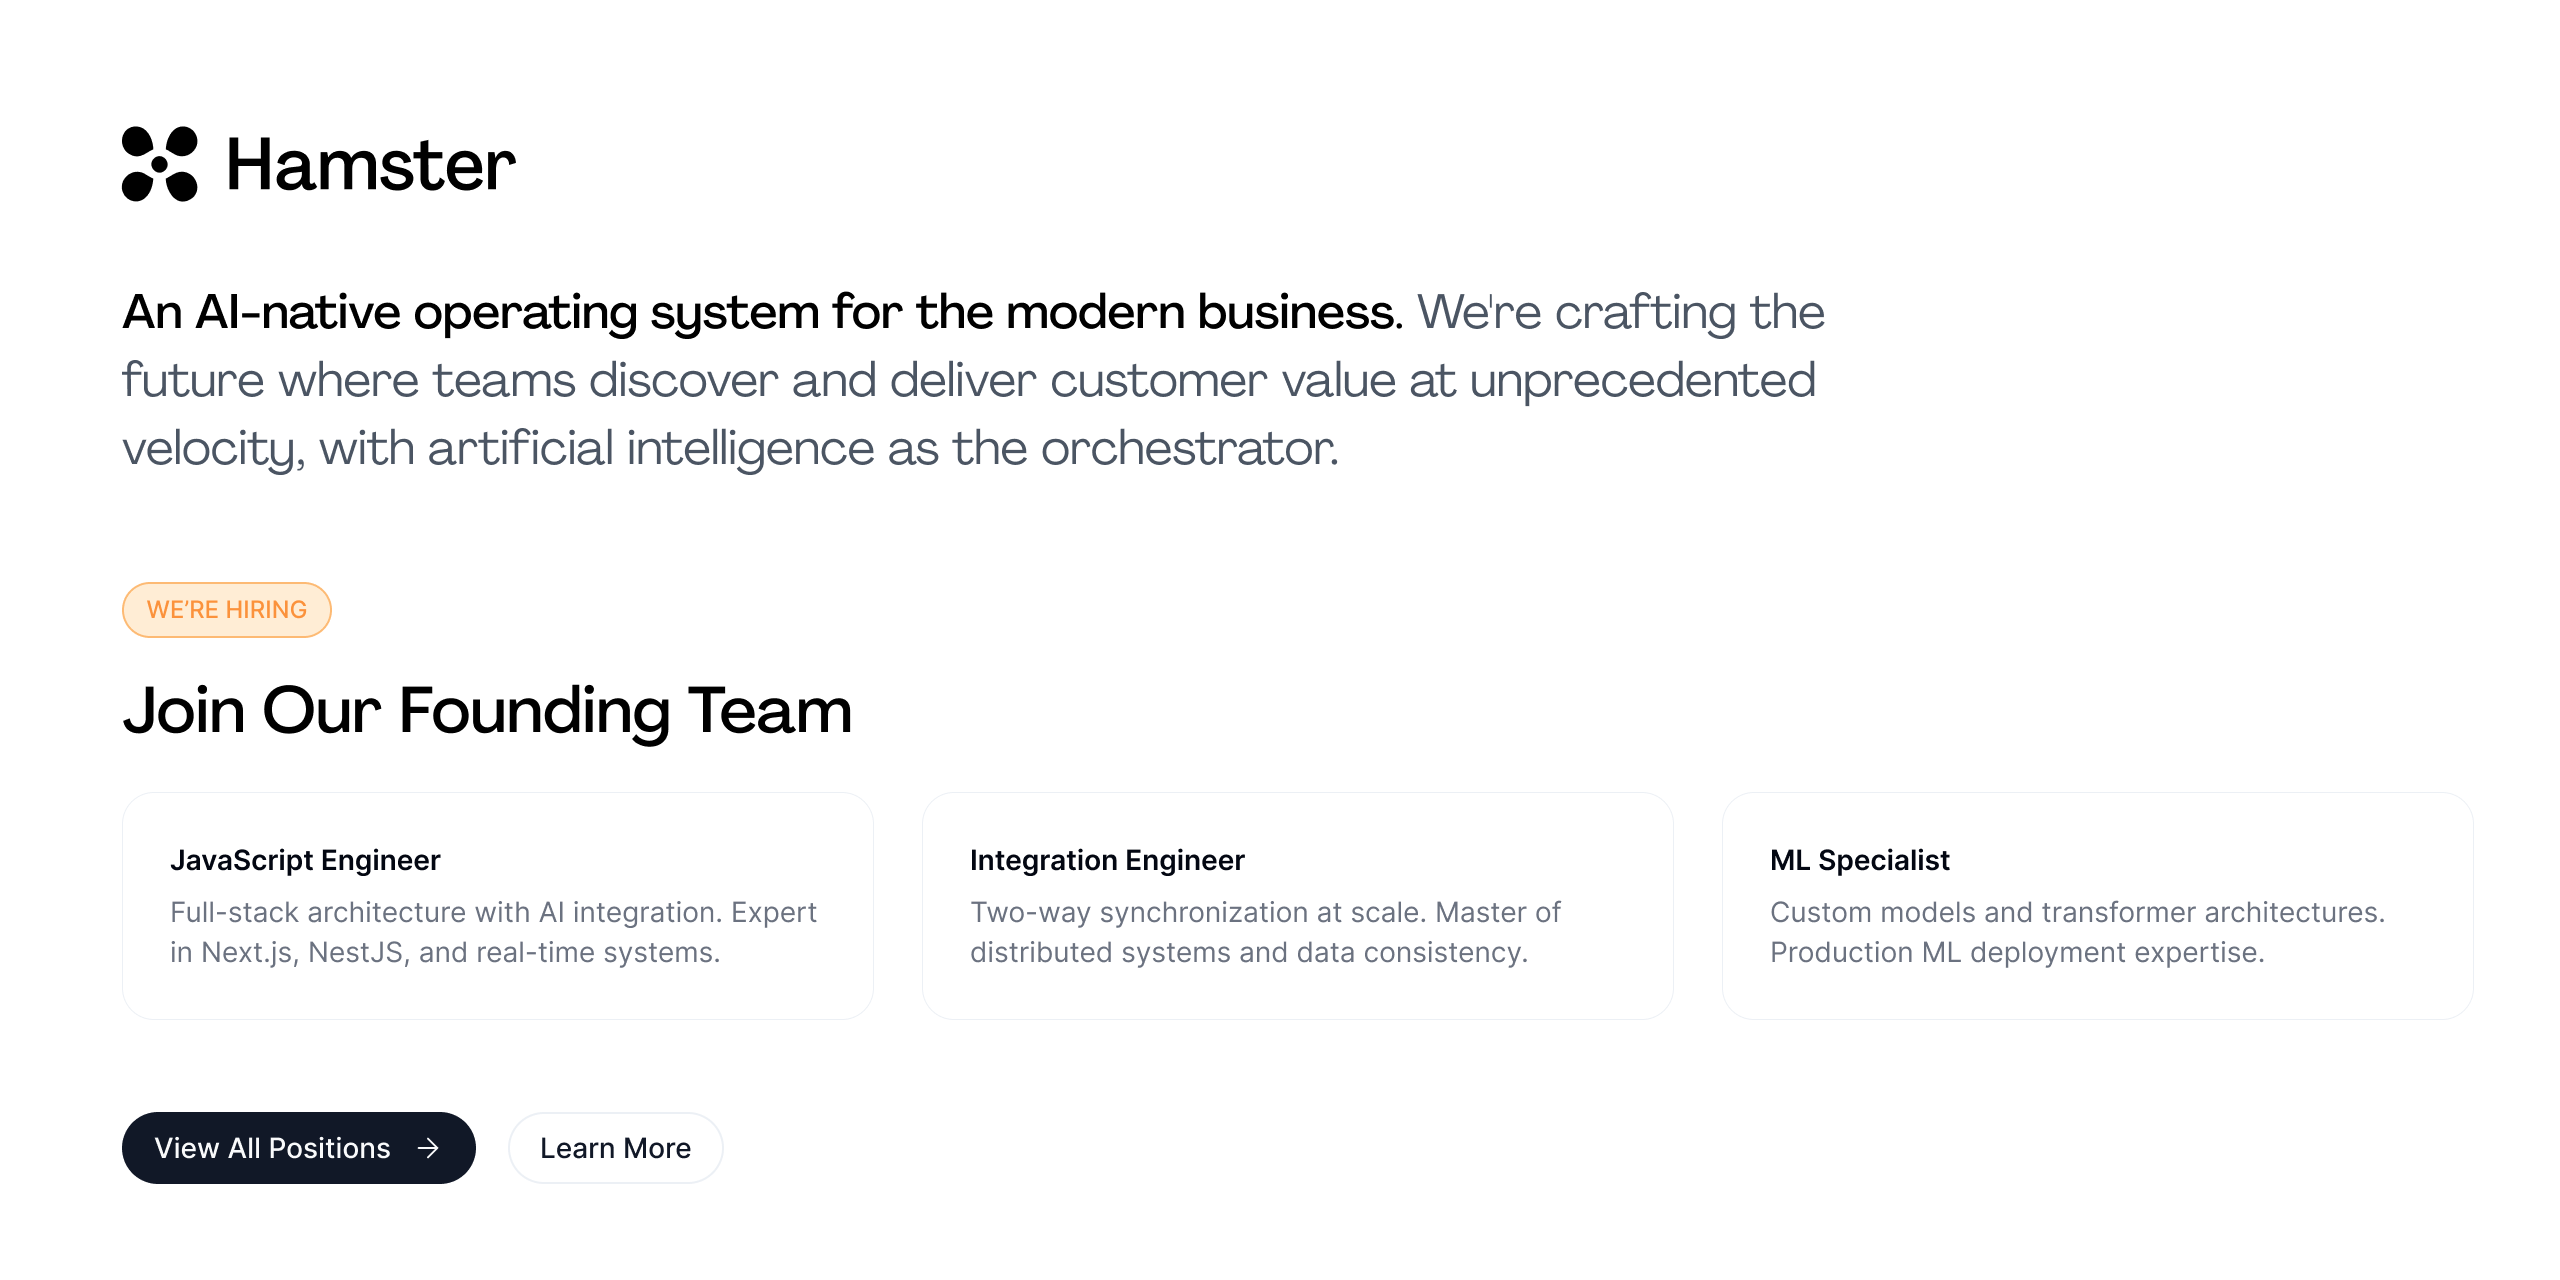 Hamster
An AI-native operating system for the modern business. We're crafting the
future where teams discover and deliver customer value at unprecedented
velocity, with artificial intelligence as the orchestrator.
WE’RE HIRING
Join Our Founding Team
JavaScript Engineer
Full-stack architecture with AI integration. Expert
in Next.js, NestJS, and real-time systems.
Integration Engineer
Two-way synchronization at scale. Master of
distributed systems and data consistency.
ML Specialist
Custom models and transformer architectures.
Production ML deployment expertise.
View All Positions →
Learn More